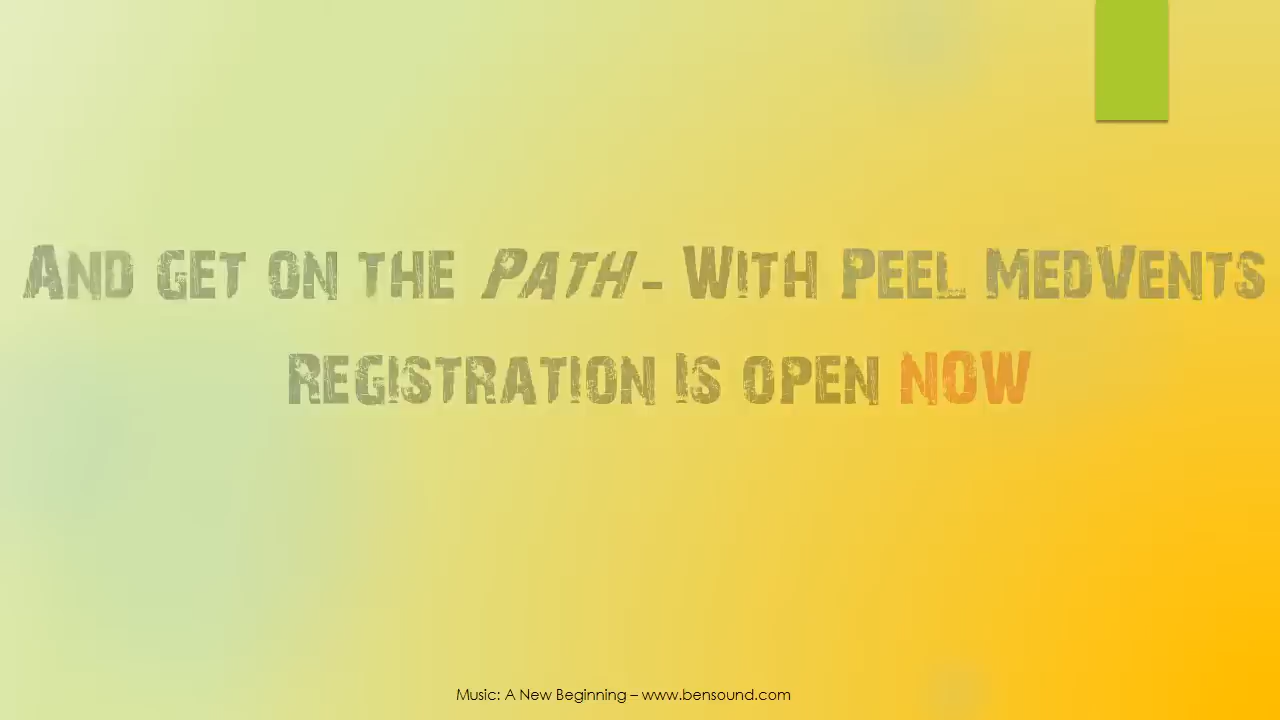 And get on the Path – With Peel MedVents
Registration is open NOW
Music: A New Beginning – www.bensound.com